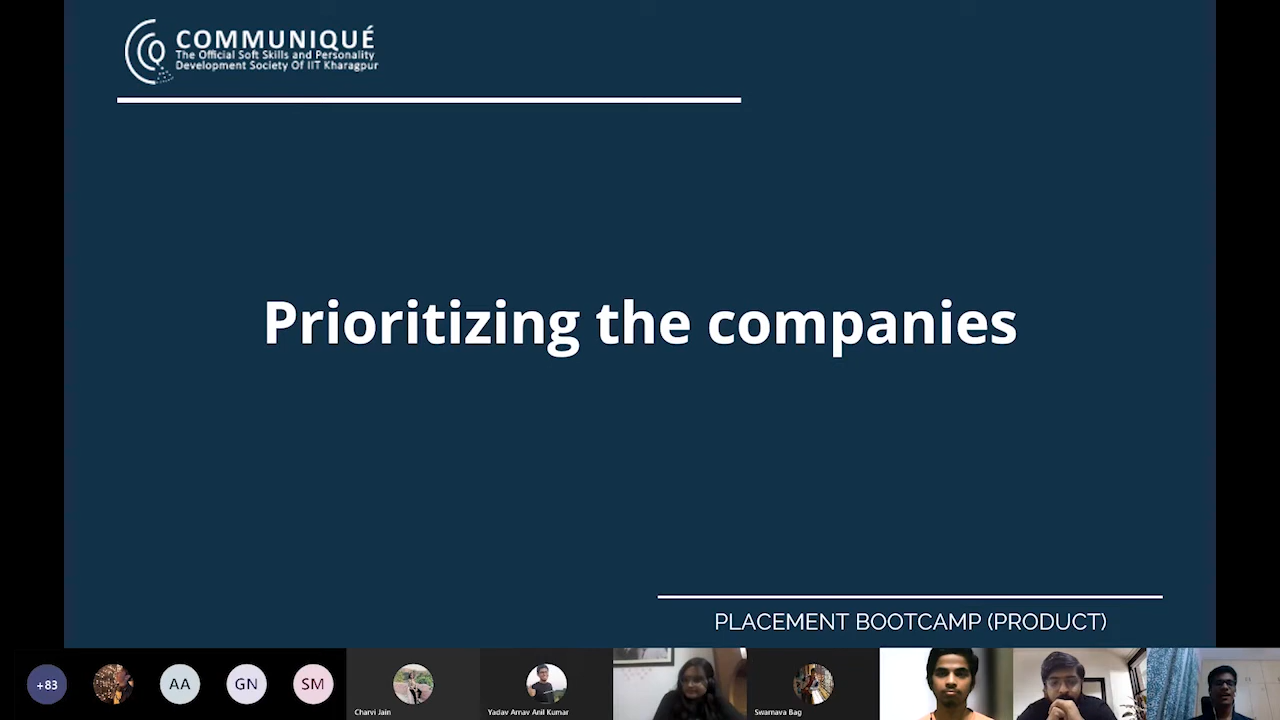 COMMUNIQUÉ
The Official Soft Skills and Personality
Development Society Of IIT Kharagpur
Prioritizing the companies
PLACEMENT BOOTCAMP (PRODUCT)
+83
AA
GN
SM
Charvi Jain
Yadav Arnav Anil Kumar
Swarnava Bag